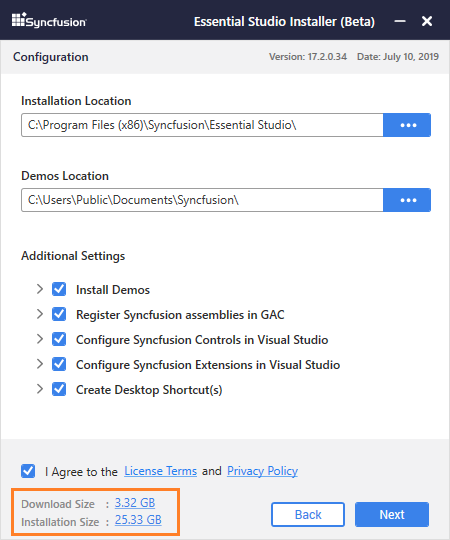 Syncfusion Essential Studio Installer (Beta)
Configuration Version: 17.2.0.34 Date: July 10, 2019
Installation Location
C:\Program Files (x86)\Syncfusion\Essential Studio\
Demos Location
C:\Users\Public\Documents\Syncfusion\
Additional Settings
Install Demos
Register Syncfusion assemblies in GAC
Configure Syncfusion Controls in Visual Studio
Configure Syncfusion Extensions in Visual Studio
Create Desktop Shortcut(s)
I Agree to the License Terms and Privacy Policy
Download Size : 3.32 GB
Installation Size : 25.33 GB
Back Next